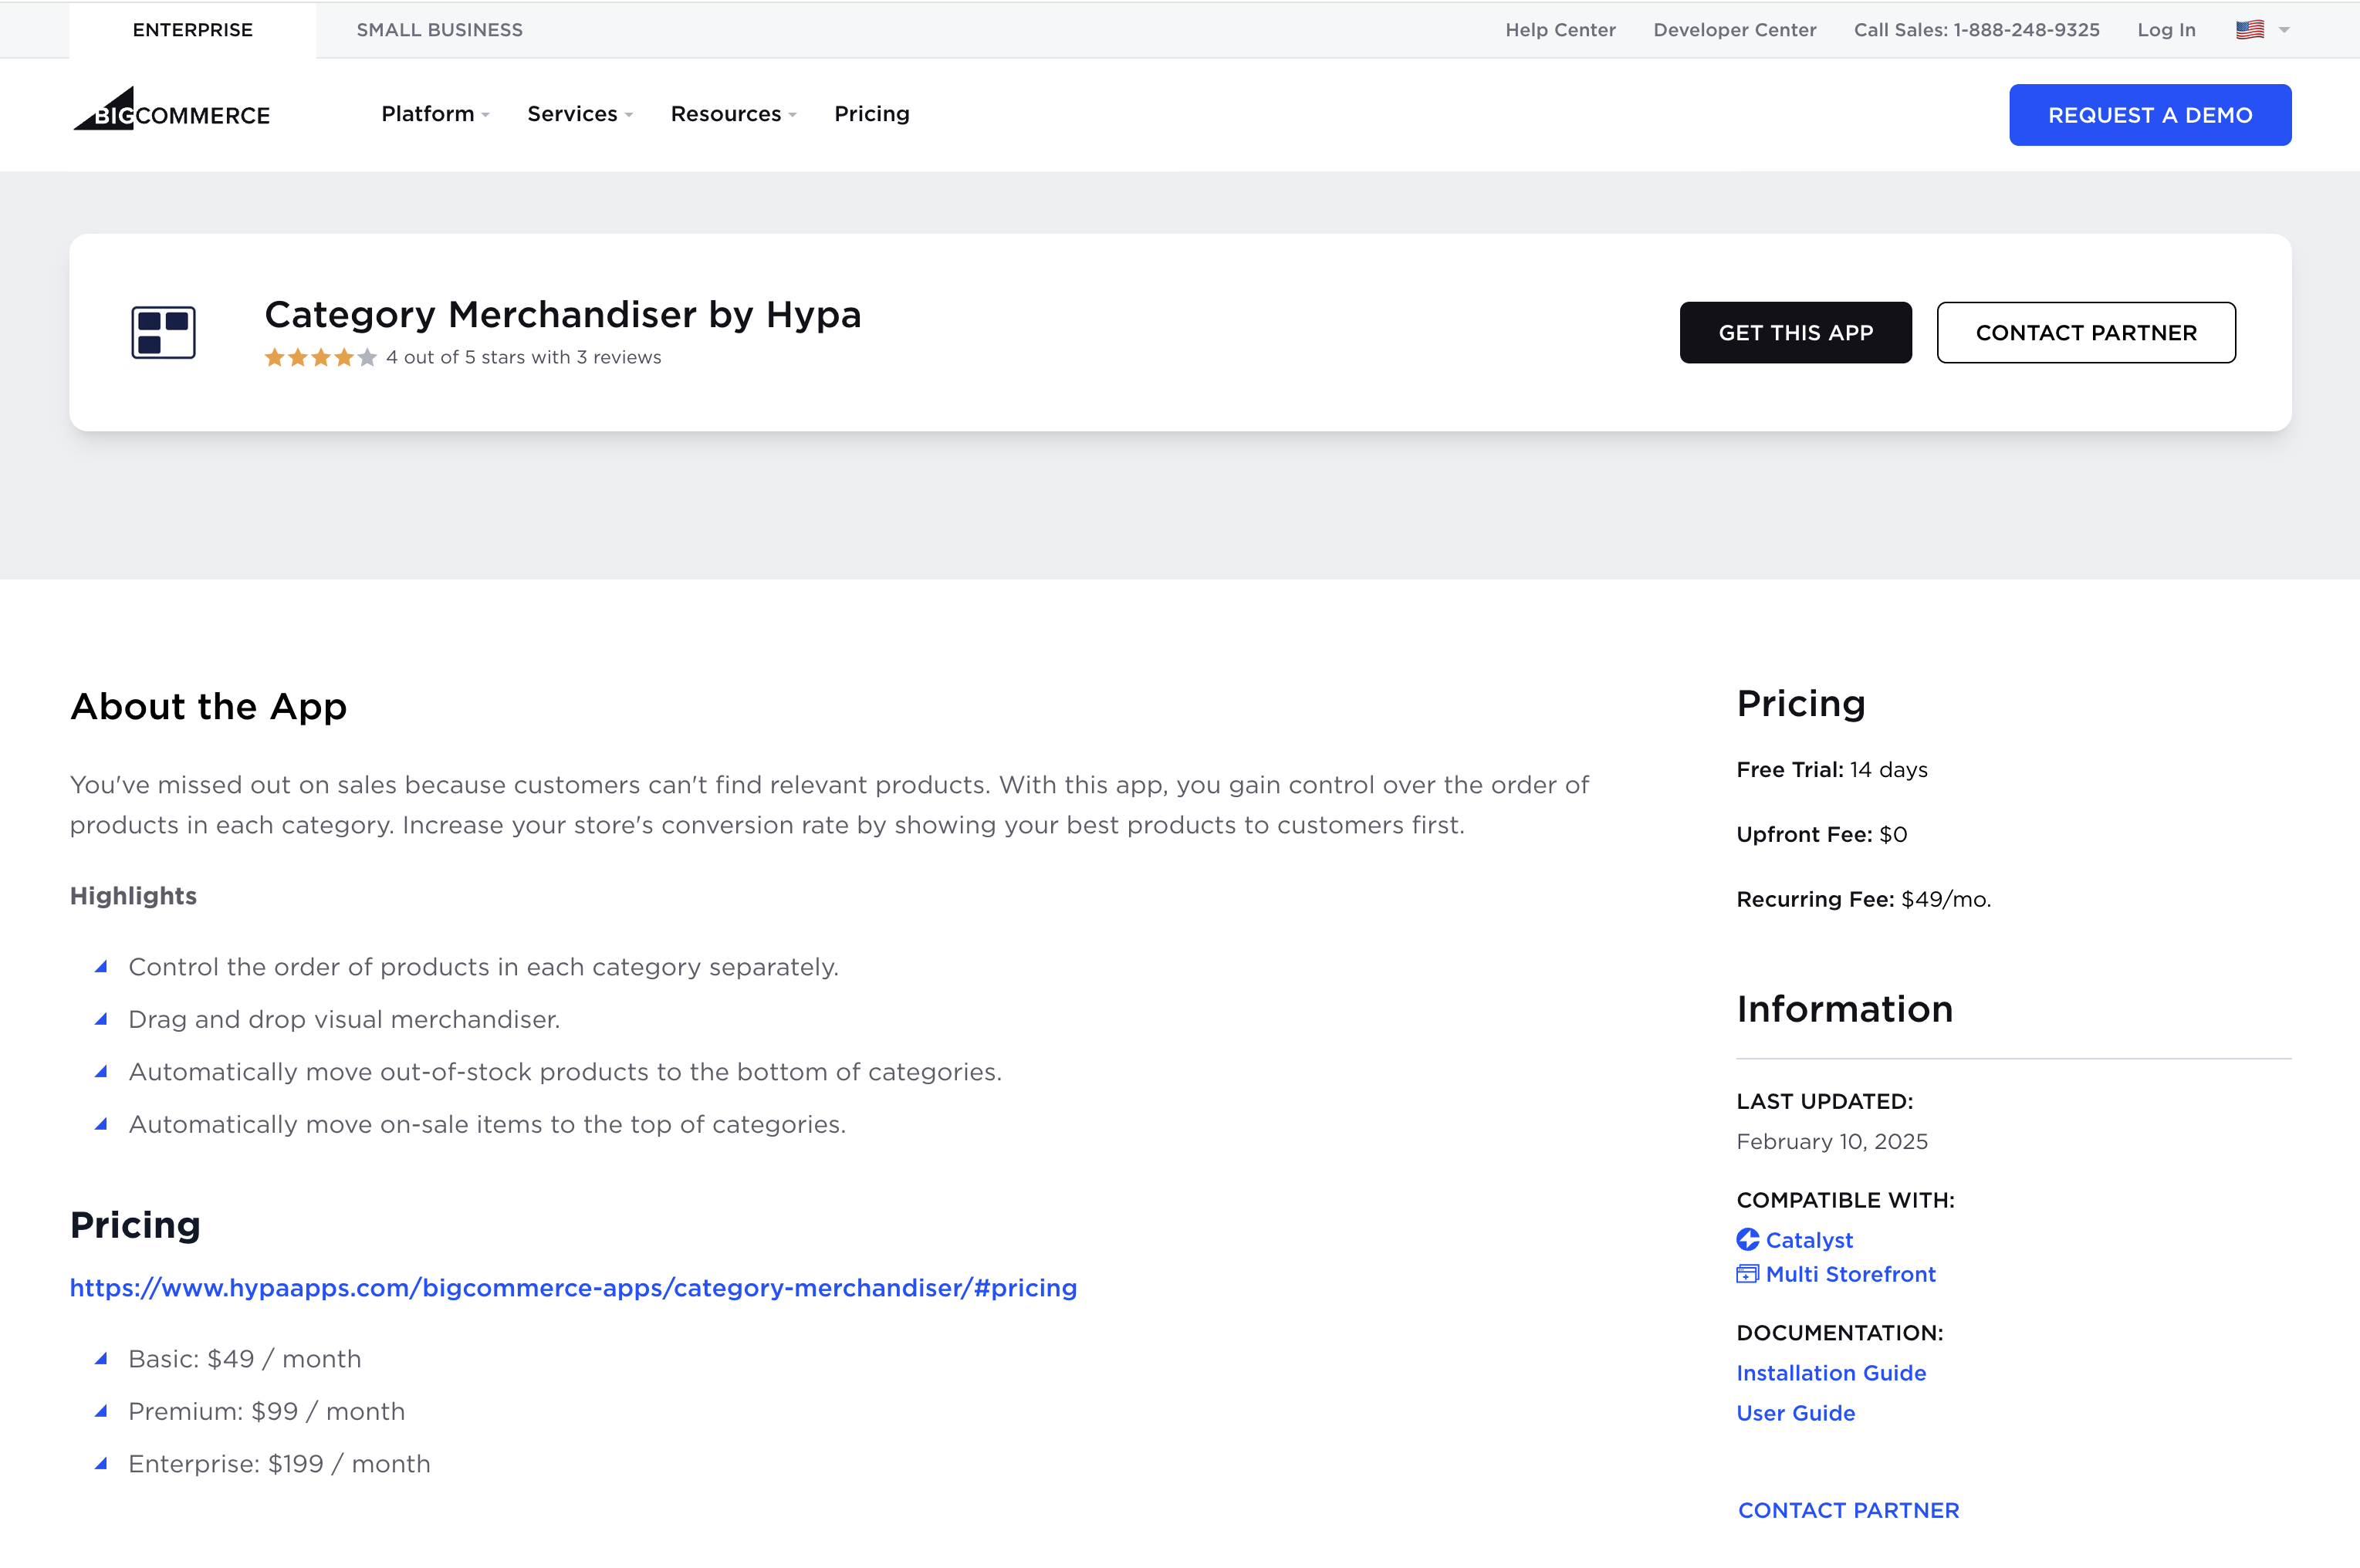 ENTERPRISE
SMALL BUSINESS
Help Center
Developer Center
Call Sales: 1-888-248-9325
Log In
BIGCOMMERCE
Platform
Services
Resources
Pricing
REQUEST A DEMO
Category Merchandiser by Hypa
4 out of 5 stars with 3 reviews
GET THIS APP
CONTACT PARTNER
About the App
You've missed out on sales because customers can't find relevant products. With this app, you gain control over the order of
products in each category. Increase your store's conversion rate by showing your best products to customers first.
Highlights
Control the order of products in each category separately.
Drag and drop visual merchandiser.
Automatically move out-of-stock products to the bottom of categories.
Automatically move on-sale items to the top of categories.
Pricing
https://www.hypaapps.com/bigcommerce-apps/category-merchandiser/#pricing
Basic: $49 / month
Premium: $99 / month
Enterprise: $199 / month
Pricing
Free Trial: 14 days
Upfront Fee: $0
Recurring Fee: $49/mo.
Information
LAST UPDATED:
February 10, 2025
COMPATIBLE WITH:
Catalyst
Multi Storefront
DOCUMENTATION:
Installation Guide
User Guide
CONTACT PARTNER